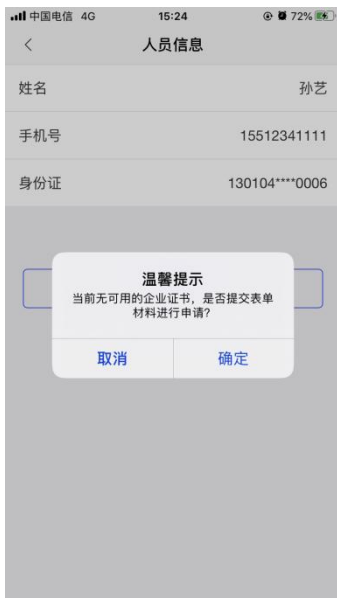 中国电信 4G 15:24 72%
人员信息
姓名 孙艺
手机号 15512341111
身份证 130104****0006
温馨提示
当前无可用的企业证书，是否提交表单
材料进行申请？
取消 确定